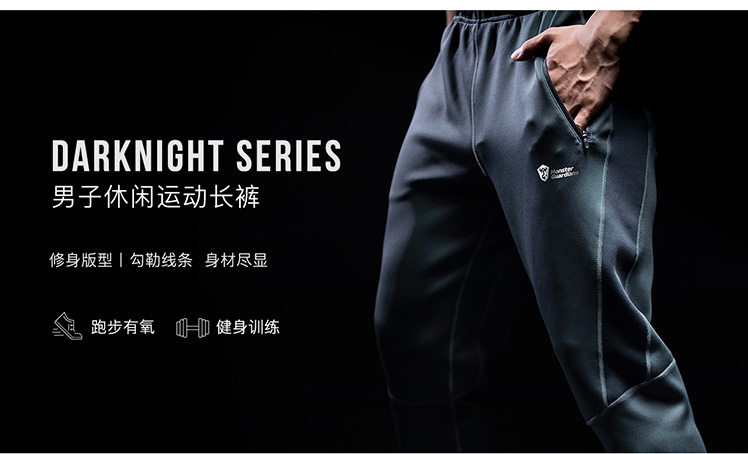 DARKNIGHT SERIES
男子休闲运动长裤
修身版型丨勾勒线条 身材尽显
跑步有氧 健身训练
Monster
Guardians